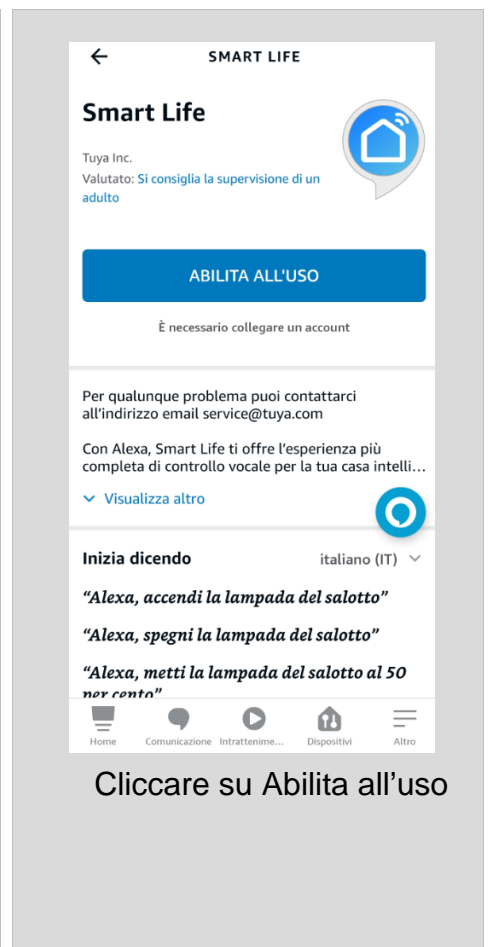 SMART LIFE
Smart Life
Tuya Inc.
Valutato: Si consiglia la supervisione di un
adulto
ABILITA ALL'USO
È necessario collegare un account
Per qualunque problema puoi contattarci
all'indirizzo email service@tuya.com
Con Alexa, Smart Life ti offre l'esperienza più
completa di controllo vocale per la tua casa intelli...
Visualizza altro
Inizia dicendo
italiano (IT)
“Alexa, accendi la lampada del salotto”
“Alexa, spegni la lampada del salotto”
“Alexa, metti la lampada del salotto al 50
per cento”
Home
Comunicazione
Intrattenime...
Dispositivi
Altro
Cliccare su Abilita all’uso